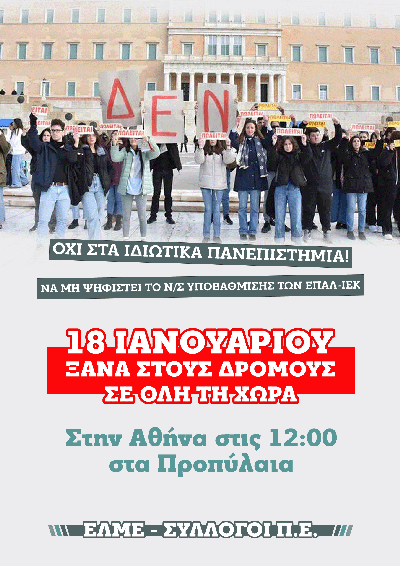 ΔΕΝ
ΠΩΛΕΙΤΑΙ
ΟΧΙ ΣΤΑ ΙΔΙΩΤΙΚΑ ΠΑΝΕΠΙΣΤΗΜΙΑ!
ΝΑ ΜΗ ΨΗΦΙΣΤΕΙ ΤΟ Ν/Σ ΥΠΟΒΑΘΜΙΣΗΣ ΤΩΝ ΕΠΑΛ-ΙΕΚ
18 ΙΑΝΟΥΑΡΙΟΥ
ΞΑΝΑ ΣΤΟΥΣ ΔΡΟΜΟΥΣ
ΣΕ ΟΛΗ ΤΗ ΧΩΡΑ
Στην Αθήνα στις 12:00
στα Προπύλαια
ΕΛΜΕ - ΣΥΛΛΟΓΟΙ Π.Ε.